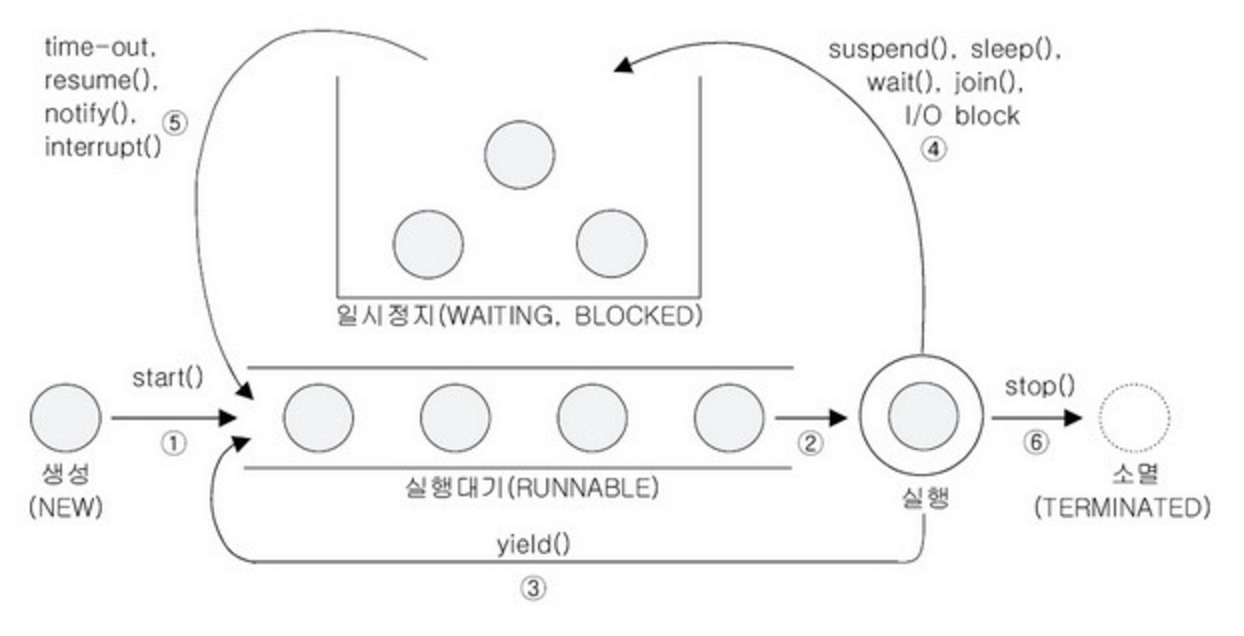 time-out,
resume(),
notify(),
interrupt()
⑤
suspend(), sleep(),
wait(), join(),
I/O block
④
일시정지(WAITING, BLOCKED)
start()
①
생성
(NEW)
실행대기(RUNNABLE)
②
실행
stop()
⑥
소멸
(TERMINATED)
yield()
③